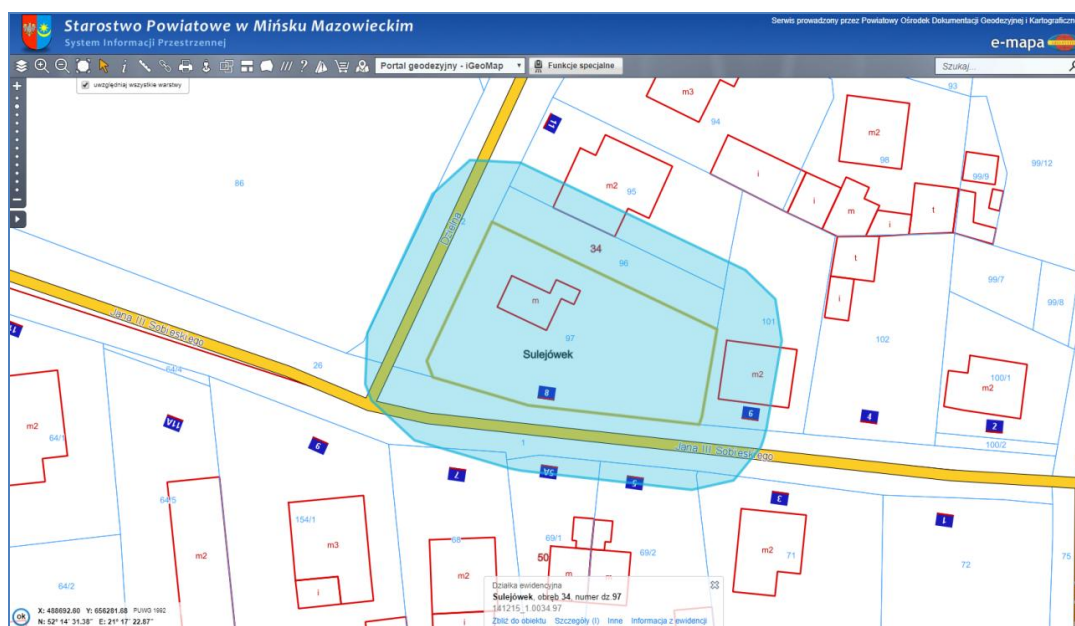 Starostwo Powiatowe w Mińsku Mazowieckim
System Informacji Przestrzennej
Serwis prowadzony przez Powiatowy Ośrodek Dokumentacji Geodezyjnej i Kartograficzne
e-mapa
Portal geodezyjny - iGeoMap
Funkcje specjalne
Szukaj...
uwzględniaj wszystkie warstwy
93
m3
94
11
m2
98
99/12
99/9
i
i
m
i
t
86
m2
95
Dzielna
34
96
t
i
99/7
99/8
m
97
101
102
Sulejówek
Jana III Sobieskiego
26
64/4
m2
100/1
m2
8
6
4
2
100/2
11A
9
1
Jana III Sobieskiego
m2
64/1
7
5A
5
3
1
64/5
154/1
m3
m2
i
68
m2
69/1
50
m
m
69/2
m2
71
72
75
64/2
Działka ewidencyjna
Sulejówek, obręb 34, numer dz.97
141215_1.0034.97
Zbliż do obiektu Szczegóły (I) Inne Informacja z ewidencji
ok
X: 488692.60 Y: 656281.68 PUWG 1992
N: 52° 14' 31.38" E: 21° 17' 22.87"